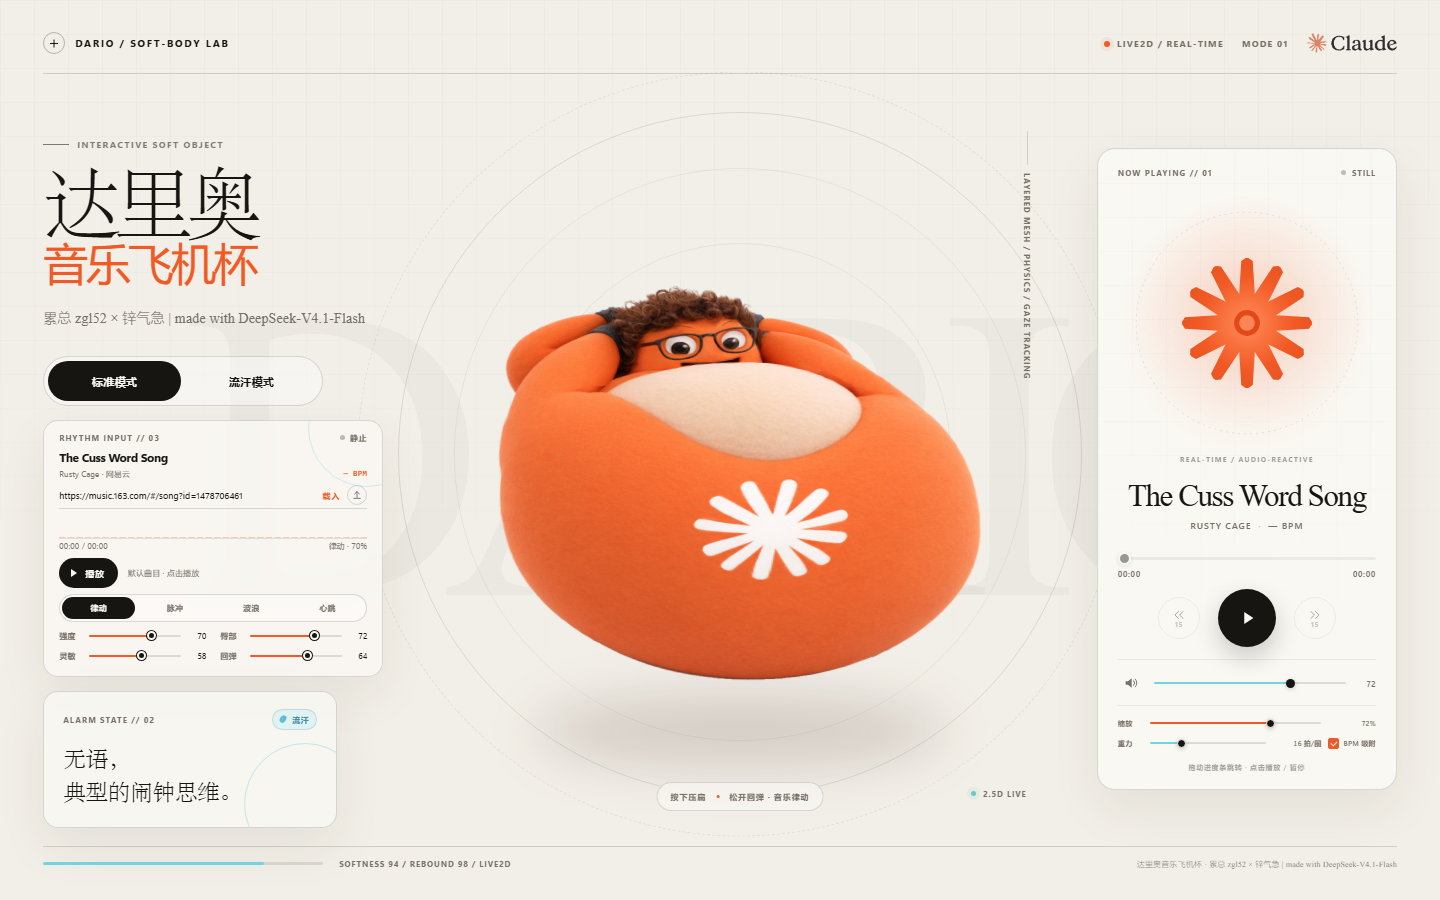 DARIO / SOFT-BODY LAB
LIVE2D / REAL-TIME
MODE 01
Claude
INTERACTIVE SOFT OBJECT
达里奥
音乐飞机杯
累总 zgl52 × 锌气急 | made with DeepSeek-V4.1-Flash
标准模式
流汗模式
RHYTHM INPUT // 03
静止
The Cuss Word Song
Rusty Cage · 网易云
— BPM
https://music.163.com/#/song?id=1478706461
载入
00:00 / 00:00
律动 · 70%
播放
默认曲目 · 点击播放
律动
脉冲
波浪
心跳
强度 70
臀部 72
灵敏 58
回弹 64
ALARM STATE // 02
流汗
无语，
典型的闹钟思维。
SOFTNESS 94 / REBOUND 98 / LIVE2D
DARIO
LAYERED MESH / PHYSICS / GAZE TRACKING
按下压扁 • 松开回弹 · 音乐律动
2.5D LIVE
NOW PLAYING // 01
STILL
REAL-TIME / AUDIO-REACTIVE
The Cuss Word Song
RUSTY CAGE · — BPM
00:00
00:00
15
15
72
缩放 72%
重力
16 拍/圈
BPM 吸附
拖动进度条跳转 · 点击播放 / 暂停
达里奥音乐飞机杯 · 累总 zgl52 × 锌气急 | made with DeepSeek-V4.1-Flash